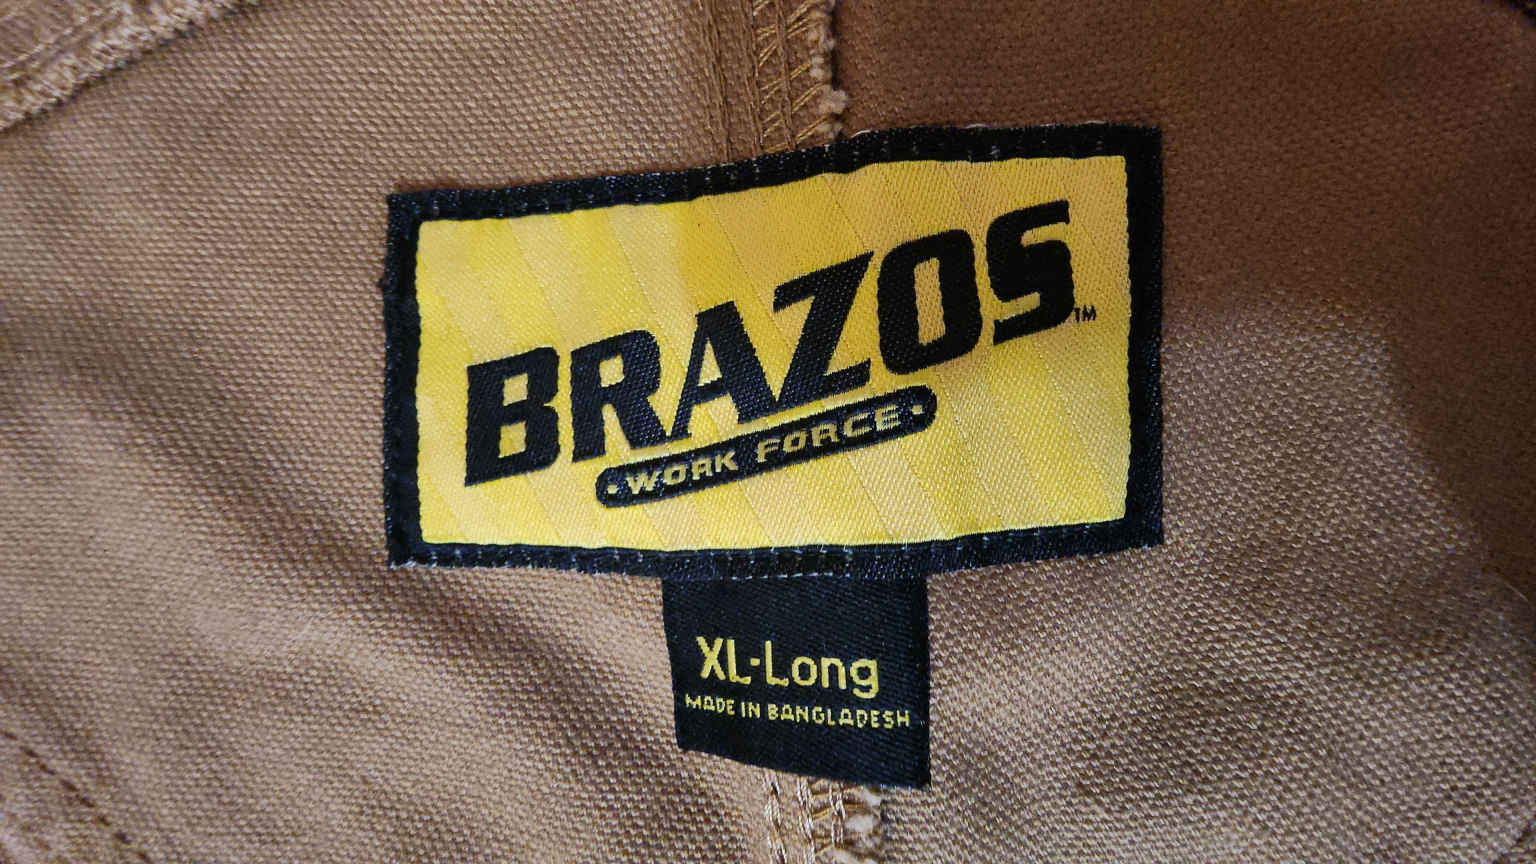 BRAZOS™
·WORK FORCE·
XL-Long
MADE IN BANGLADESH